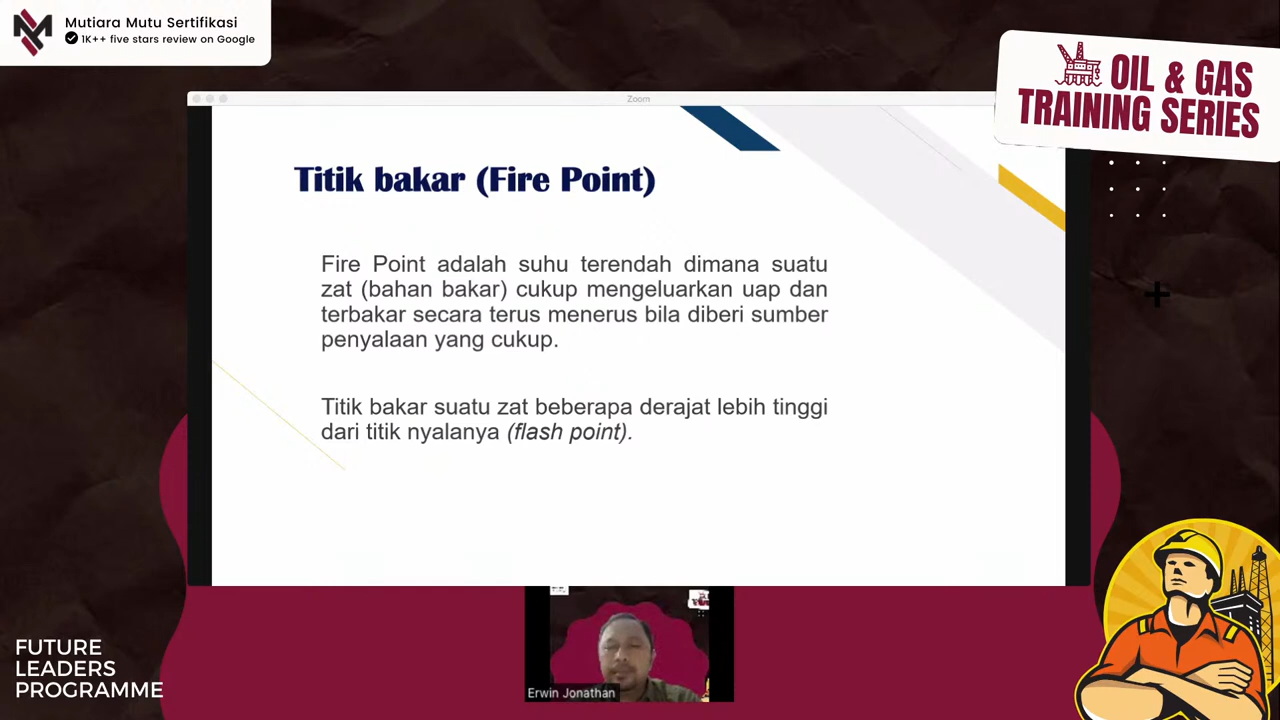 Mutiara Mutu Sertifikasi
1K++ five stars review on Google
OIL & GAS
TRAINING SERIES
Zoom
Titik bakar (Fire Point)
Fire Point adalah suhu terendah dimana suatu
zat (bahan bakar) cukup mengeluarkan uap dan
terbakar secara terus menerus bila diberi sumber
penyalaan yang cukup.
Titik bakar suatu zat beberapa derajat lebih tinggi
dari titik nyalanya (flash point).
Erwin Jonathan
FUTURE
LEADERS
PROGRAMME